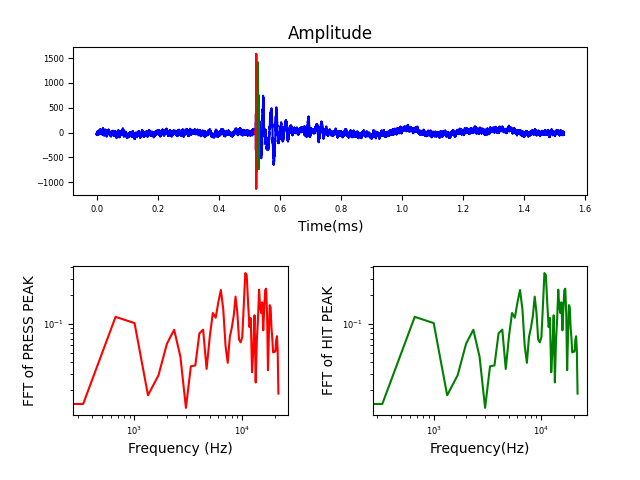 Amplitude
1500
1000
500
0
−500
−1000
0.0 0.2 0.4 0.6 0.8 1.0 1.2 1.4 1.6
Time(ms)
FFT of PRESS PEAK
10⁻¹
10³ 10⁴
Frequency (Hz)
FFT of HIT PEAK
10⁻¹
10³ 10⁴
Frequency(Hz)